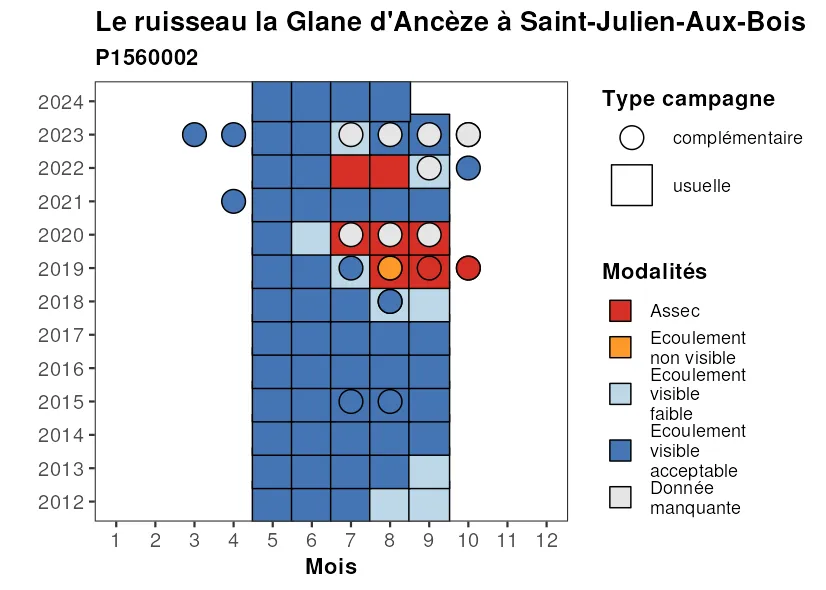 Le ruisseau la Glane d'Ancèze à Saint-Julien-Aux-Bois
P1560002
2024
2023
2022
2021
2020
2019
2018
2017
2016
2015
2014
2013
2012
1 2 3 4 5 6 7 8 9 10 11 12
Mois
Type campagne
complémentaire
usuelle
Modalités
Assec
Ecoulement
non visible
Ecoulement
visible
faible
Ecoulement
visible
acceptable
Donnée
manquante